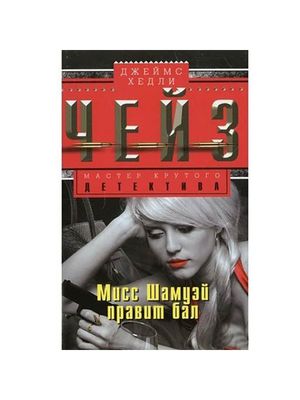 ДЖЕЙМС
ХЕДЛИ
ЧЕЙЗ
МАСТЕР КРУТОГО
ДЕТЕКТИВА
Мисс Шамуэй
правит бал